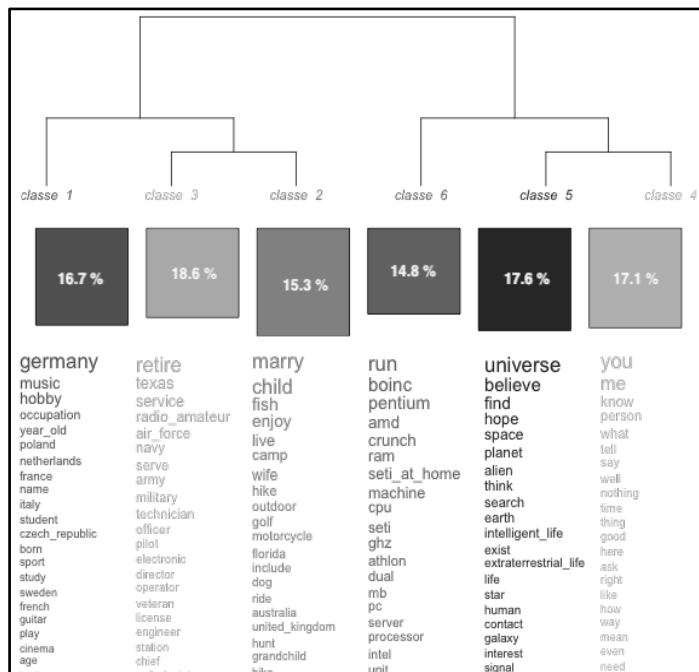 classe 1
classe 3
classe 2
classe 6
classe 5
classe 4
16.7 %
18.6 %
15.3 %
14.8 %
17.6 %
17.1 %
germany
music
hobby
occupation
year_old
poland
netherlands
france
name
italy
student
czech_republic
born
sport
study
sweden
french
guitar
play
cinema
age
retire
texas
service
radio_amateur
air_force
navy
serve
army
military
technician
officer
pilot
electronic
director
operator
veteran
license
engineer
station
chief
marry
child
fish
enjoy
live
camp
wife
hike
outdoor
golf
motorcycle
florida
include
dog
ride
australia
united_kingdom
hunt
grandchild
run
boinc
pentium
amd
crunch
ram
seti_at_home
machine
cpu
seti
ghz
athlon
dual
mb
pc
server
processor
intel
unit
universe
believe
find
hope
space
planet
alien
think
search
earth
intelligent_life
exist
extraterrestrial_life
life
star
human
contact
galaxy
interest
signal
you
me
know
person
what
tell
say
well
nothing
time
thing
good
here
ask
right
like
how
way
mean
even
need